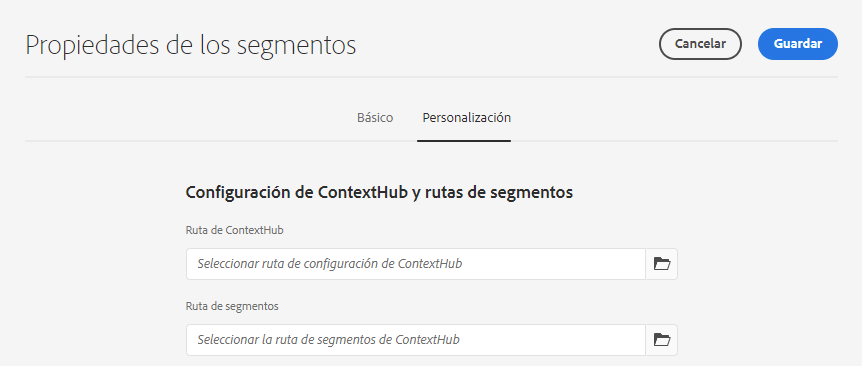 Propiedades de los segmentos
Cancelar
Guardar
Básico
Personalización
Configuración de ContextHub y rutas de segmentos
Ruta de ContextHub
Seleccionar ruta de configuración de ContextHub
Ruta de segmentos
Seleccionar la ruta de segmentos de ContextHub